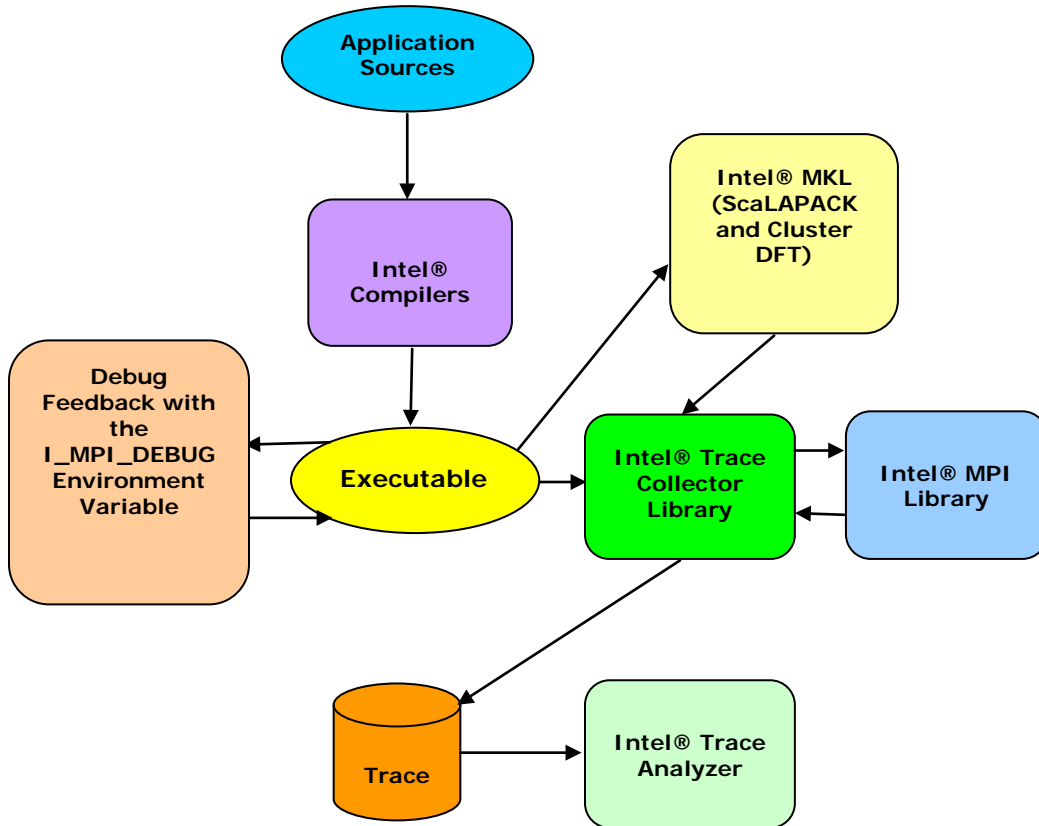 Application
Sources
Intel® MKL
(ScaLAPACK
and Cluster
DFT)
Intel®
Compilers
Debug
Feedback with
the
I_MPI_DEBUG
Environment
Variable
Executable
Intel® Trace
Collector
Library
Intel® MPI
Library
Trace
Intel® Trace
Analyzer